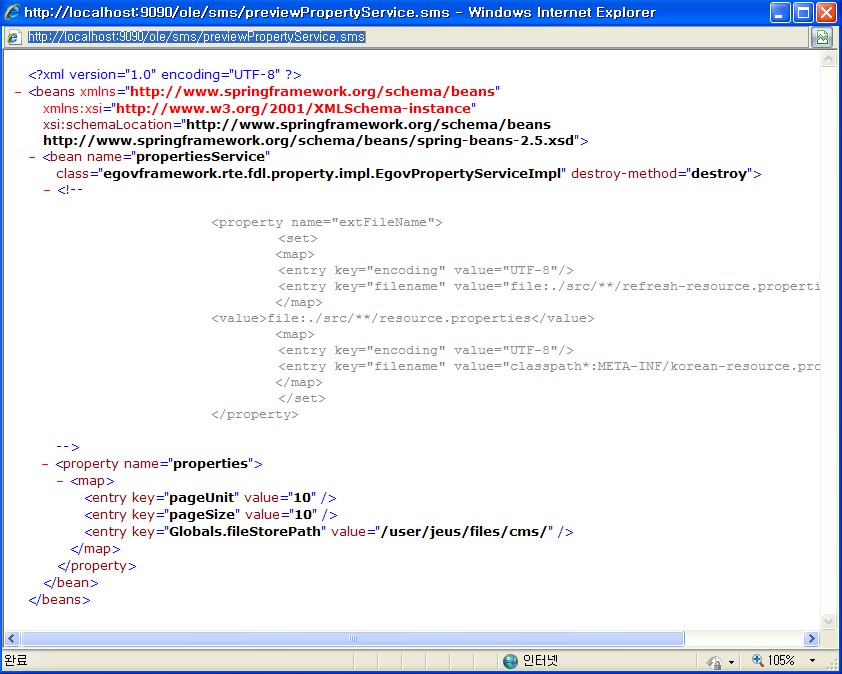 http://localhost:9090/ole/sms/previewPropertyService.sms - Windows Internet Explorer
http://localhost:9090/ole/sms/previewPropertyService.sms
<?xml version="1.0" encoding="UTF-8" ?>
- <beans xmlns="http://www.springframework.org/schema/beans"
xmlns:xsi="http://www.w3.org/2001/XMLSchema-instance"
xsi:schemaLocation="http://www.springframework.org/schema/beans
http://www.springframework.org/schema/beans/spring-beans-2.5.xsd">
- <bean name="propertiesService"
class="egovframework.rte.fdl.property.impl.EgovPropertyServiceImpl" destroy-method="destroy">
- <!--
<property name="extFileName">
<set>
<map>
<entry key="encoding" value="UTF-8"/>
<entry key="filename" value="file:./src/**/refresh-resource.properti
</map>
<value>file:./src/**/resource.properties</value>
<map>
<entry key="encoding" value="UTF-8"/>
<entry key="filename" value="classpath*:META-INF/korean-resource.pro
</map>
</set>
</property>
-->
- <property name="properties">
- <map>
<entry key="pageUnit" value="10" />
<entry key="pageSize" value="10" />
<entry key="Globals.fileStorePath" value="/user/jeus/files/cms/" />
</map>
</property>
</bean>
</beans>
완료 인터넷 105%